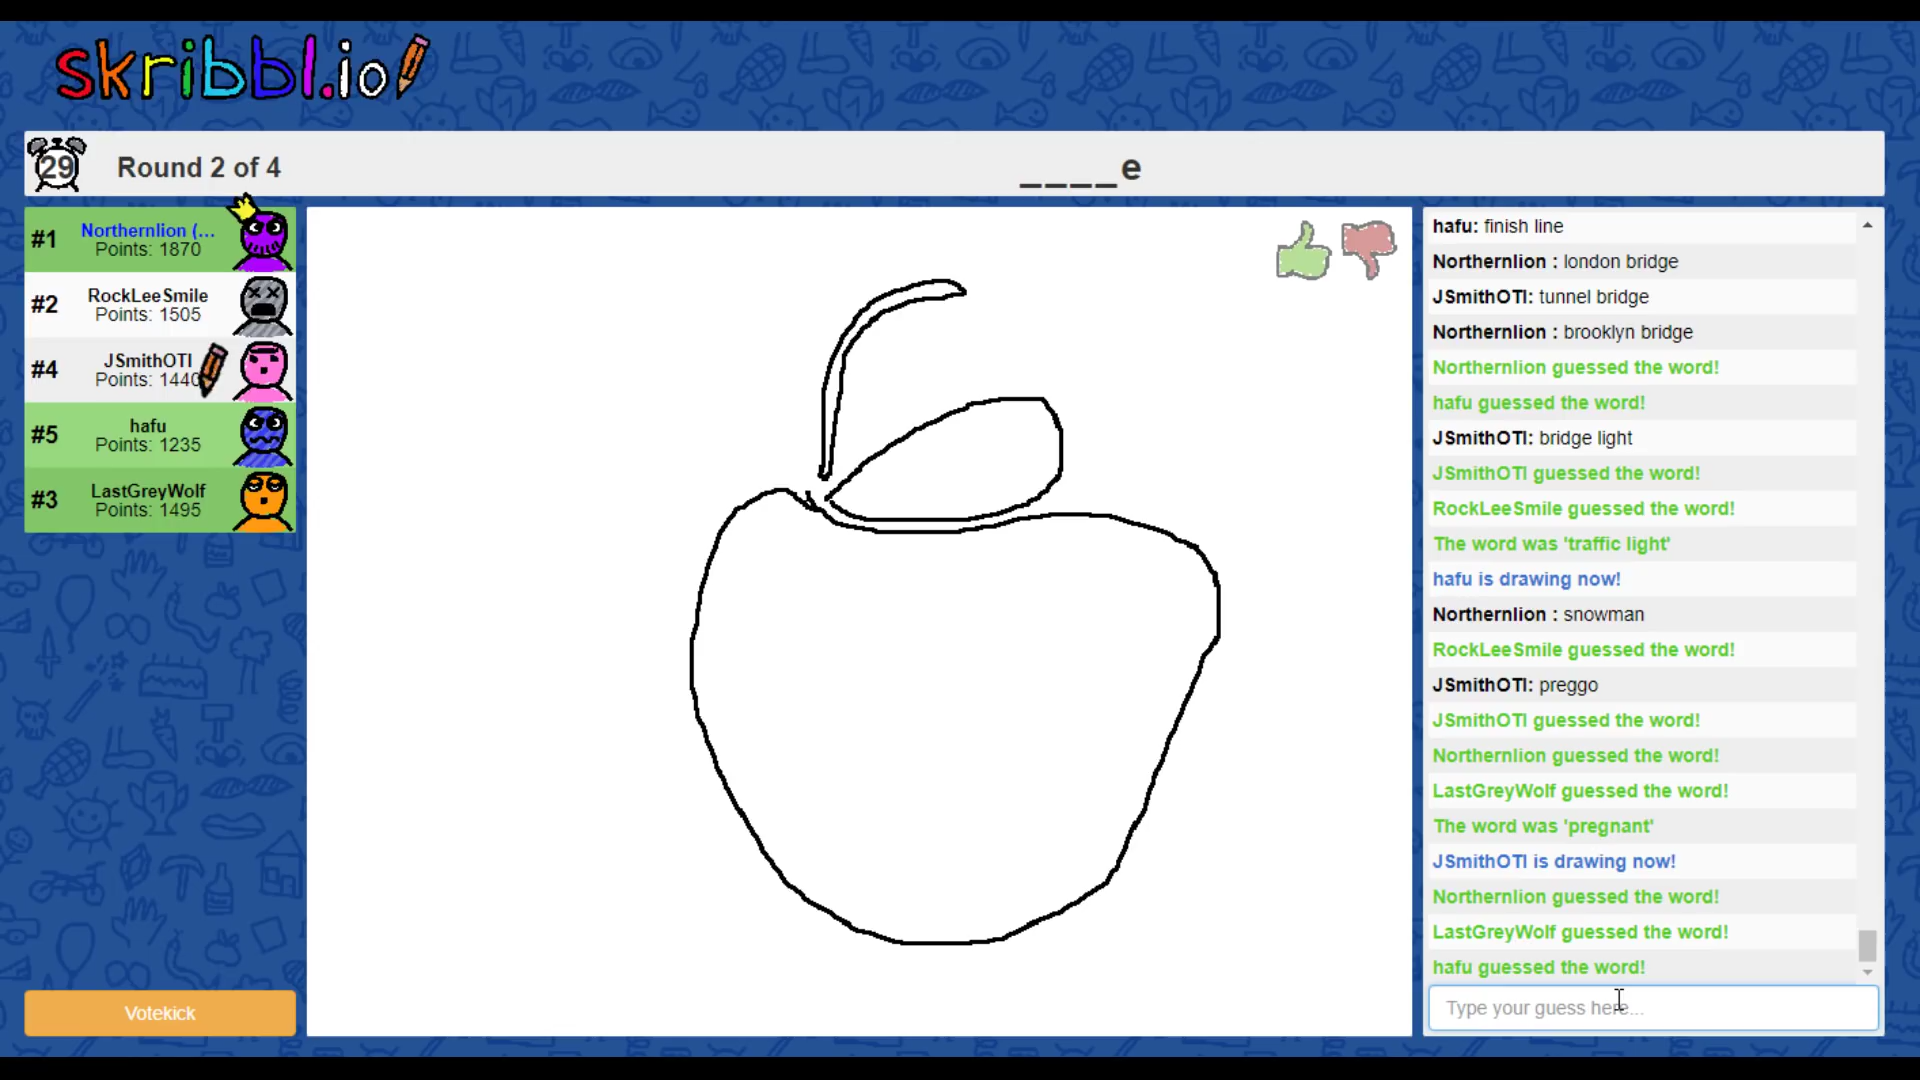 skribbl.io
29 Round 2 of 4
____e
#1 Northernlion (...
Points: 1870
#2 RockLeeSmile
Points: 1505
#4 JSmithOTI
Points: 1440
#5 hafu
Points: 1235
#3 LastGreyWolf
Points: 1495
Votekick
hafu: finish line
Northernlion : london bridge
JSmithOTI: tunnel bridge
Northernlion : brooklyn bridge
Northernlion guessed the word!
hafu guessed the word!
JSmithOTI: bridge light
JSmithOTI guessed the word!
RockLeeSmile guessed the word!
The word was 'traffic light'
hafu is drawing now!
Northernlion : snowman
RockLeeSmile guessed the word!
JSmithOTI: preggo
JSmithOTI guessed the word!
Northernlion guessed the word!
LastGreyWolf guessed the word!
The word was 'pregnant'
JSmithOTI is drawing now!
Northernlion guessed the word!
LastGreyWolf guessed the word!
hafu guessed the word!
Type your guess here...